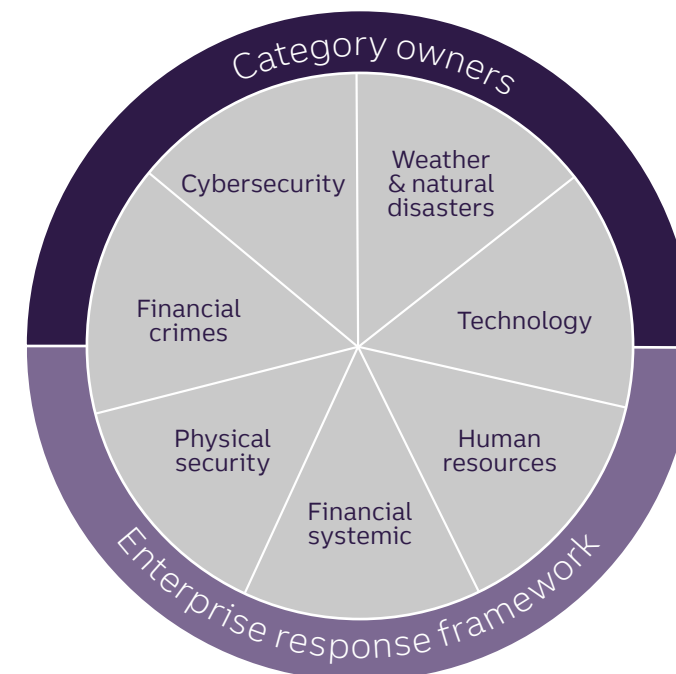 Category owners
Cybersecurity
Weather
& natural
disasters
Financial
crimes
Technology
Physical
security
Human
resources
Financial
systemic
Enterprise response framework